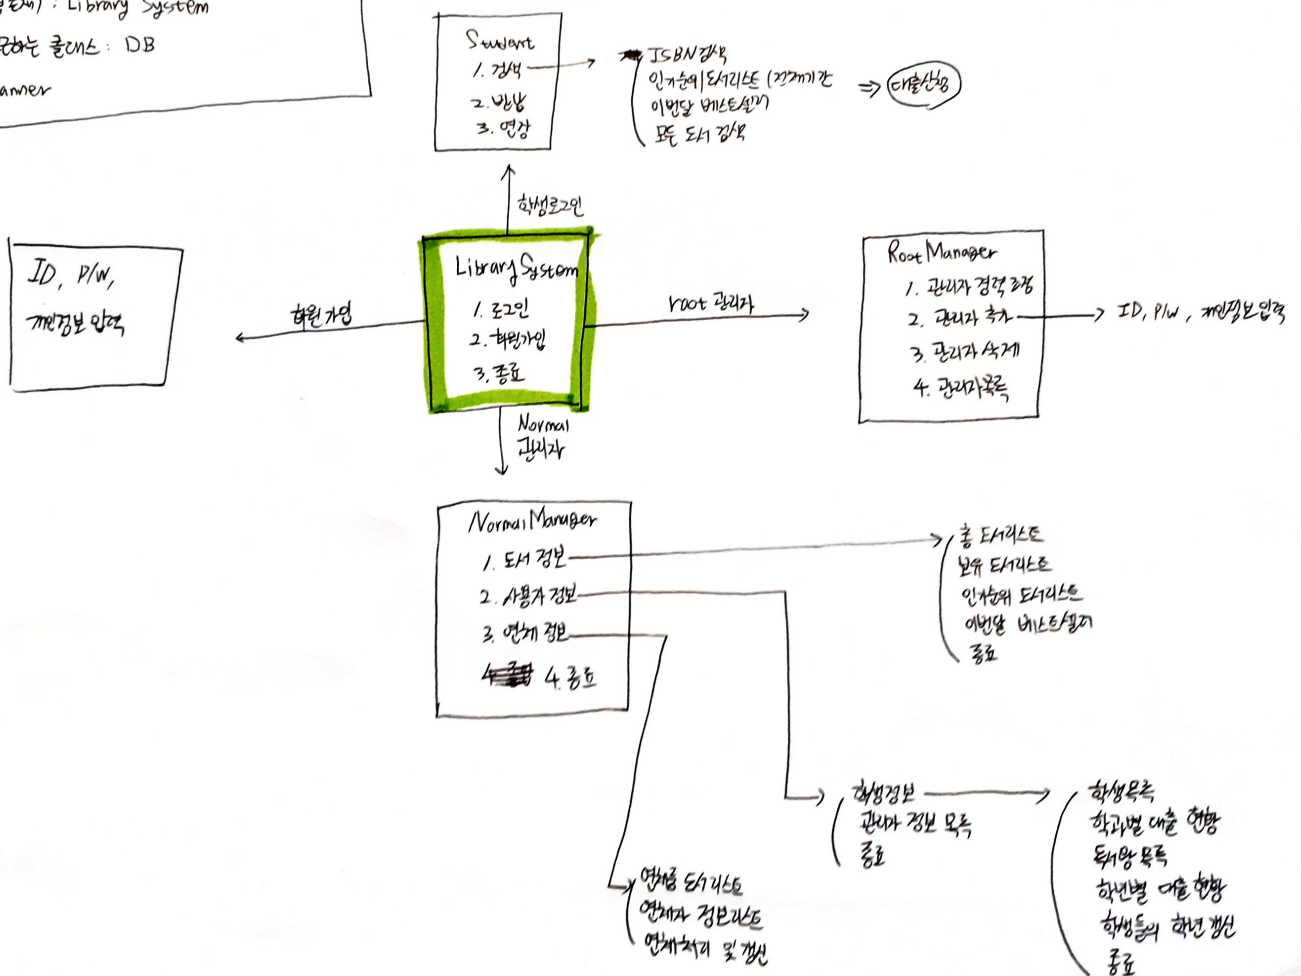 : Library System
하는 클래스 : DB
Student
1. 검색
2. 반납
3. 연장
ISBN 검색
인기순위 도서리스트 (전체기간
이번달 베스트셀러
모든 도서 검색
대출신청
학생로그인
ID, P/W,
개인정보 입력
회원가입
Library System
1. 로그인
2. 회원가입
3. 종료
root 관리자
Root Manager
1. 관리자 경력 조정
2. 관리자 추가
3. 관리자 삭제
4. 관리자목록
ID, P/W, 개인정보 입력
Normal
관리자
Normal Manager
1. 도서 정보
2. 사용자 정보
3. 연체 정보
4. 종료
총 도서리스트
보유 도서리스트
인기순위 도서리스트
이번달 베스트셀러
종료
학생정보
관리자 정보 목록
종료
학생목록
학과별 대출 현황
독서왕 목록
학년별 대출 현황
학생들의 학년 갱신
종료
연체중 도서리스트
연체자 정보리스트
연체처리 및 갱신